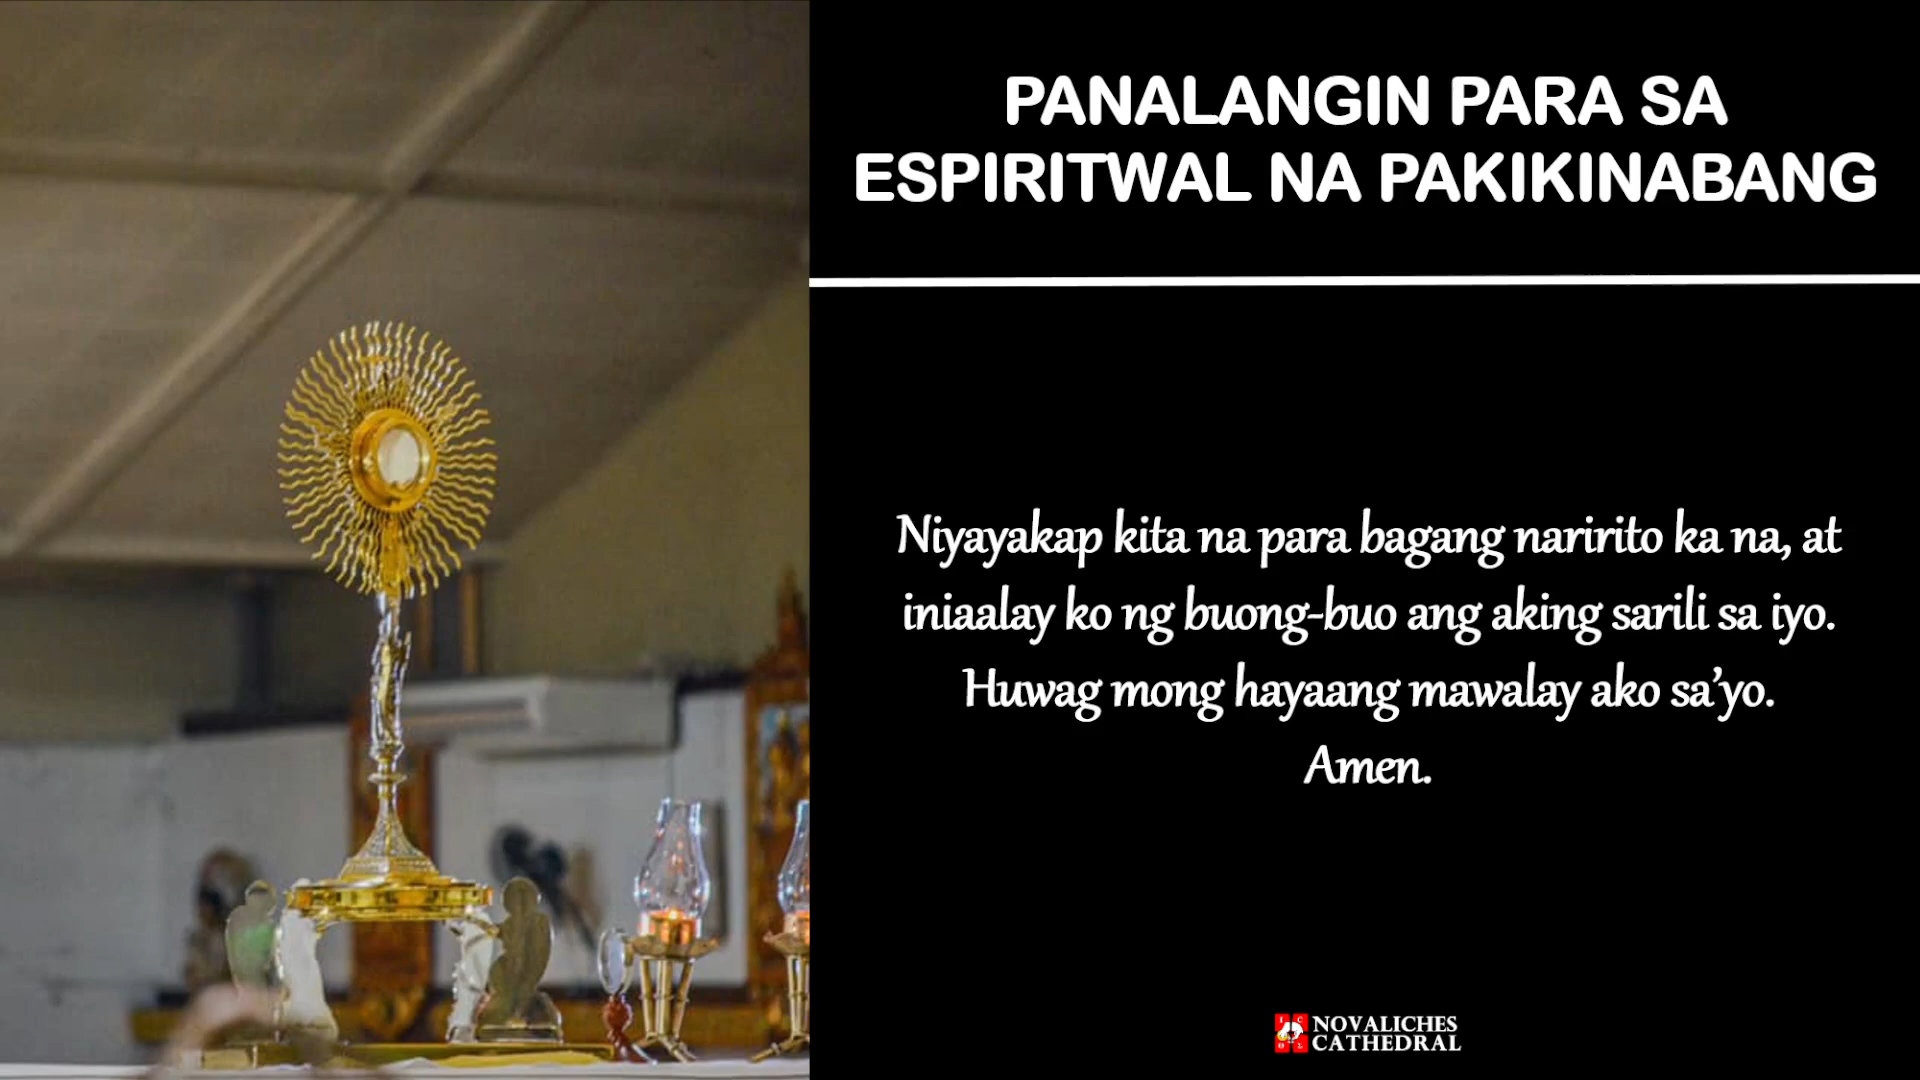 PANALANGIN PARA SA
ESPIRITWAL NA PAKIKINABANG
Niyayakap kita na para bagang naririto ka na, at
iniaalay ko ng buong-buo ang aking sarili sa iyo.
Huwag mong hayaang mawalay ako sa’yo.
Amen.
NOVALICHES
CATHEDRAL